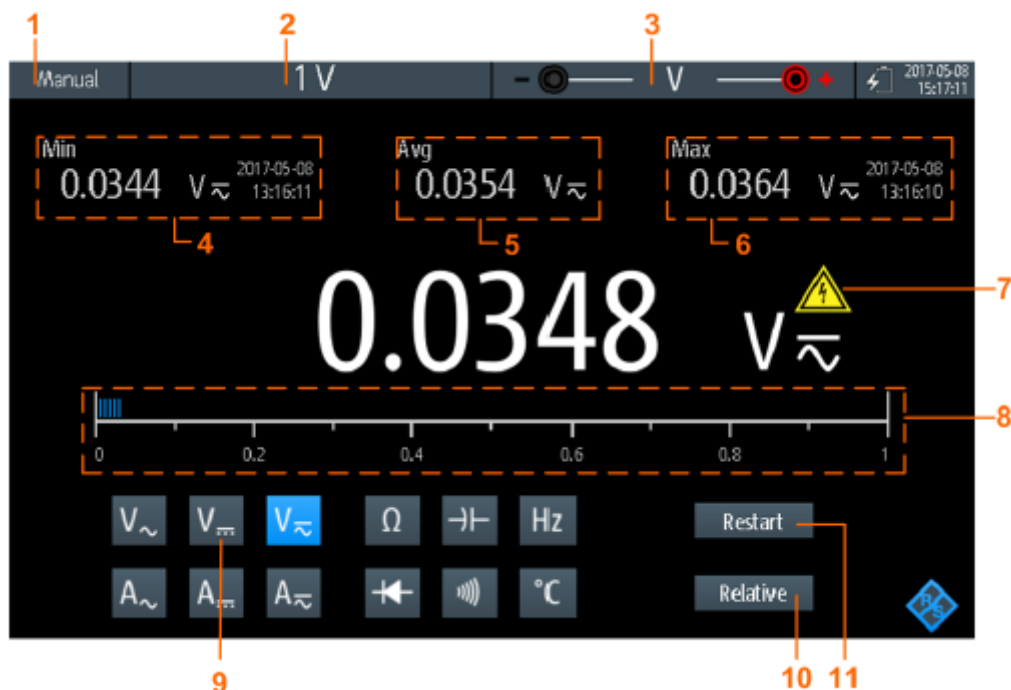 1 2 3
Manual 1 V - V + 2017-05-08
15:17:11
Min
0.0344 V 2017-05-08
13:16:11
Avg
0.0354 V
Max
0.0364 V 2017-05-08
13:16:10
4 5 6
0.0348 V
7
0 0.2 0.4 0.6 0.8 1
8
V~ V⎓ V⏦ Ω Hz Restart
A~ A⎓ A⏦ °C Relative
R&S
9 10 11